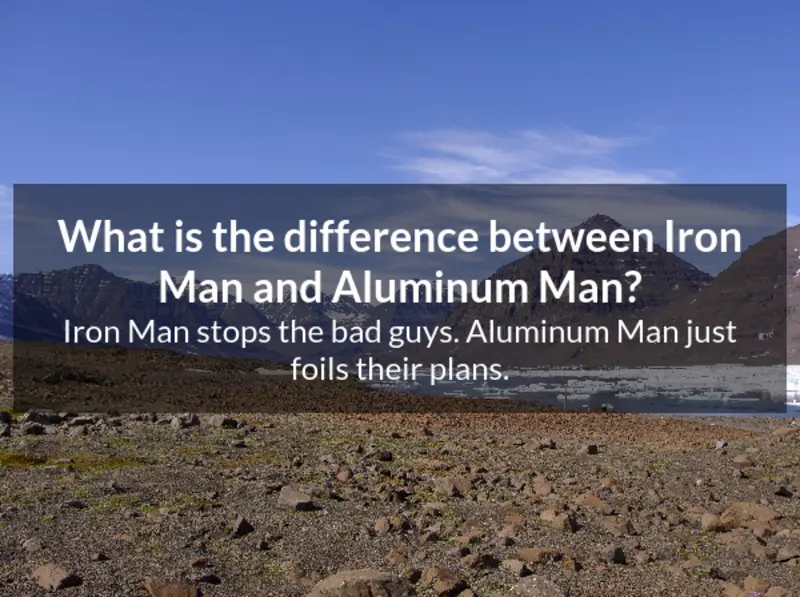 What is the difference between Iron
Man and Aluminum Man?
Iron Man stops the bad guys. Aluminum Man just
foils their plans.